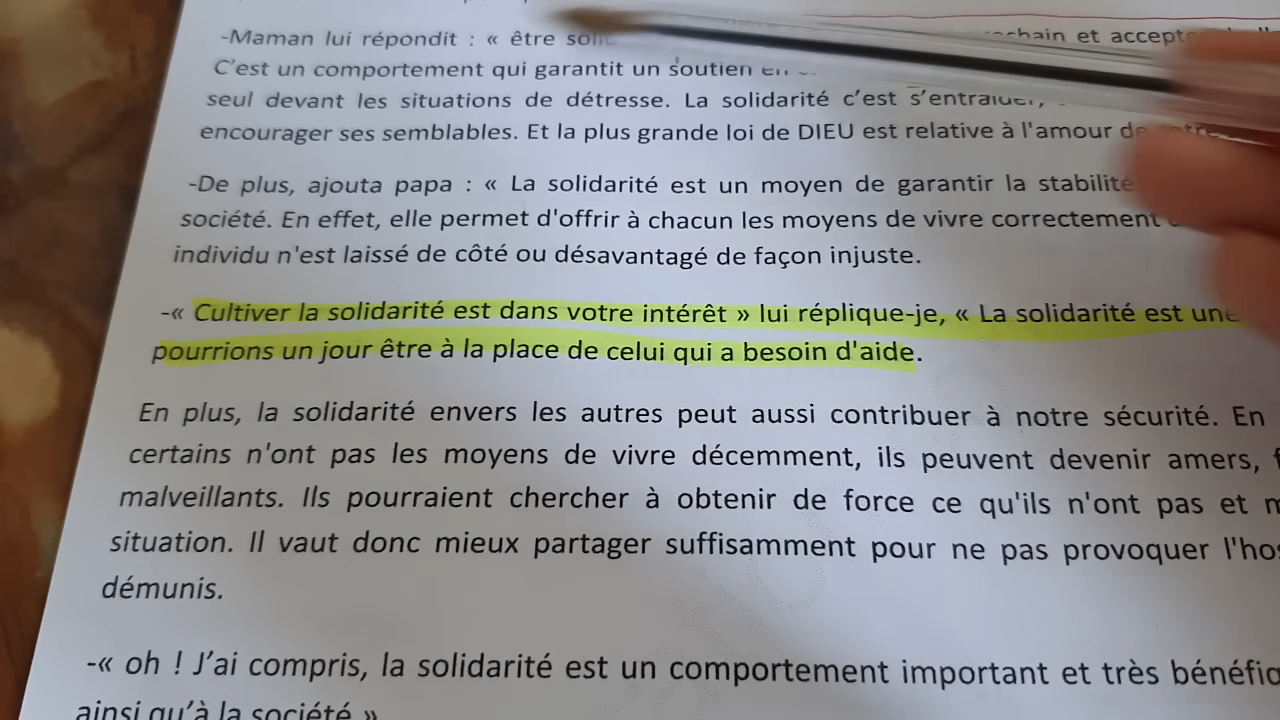 -Maman lui répondit : « être et
C’est un comportement qui garantit un soutien
seul devant les situations de détresse. La solidarité c’est
encourager ses semblables. Et la plus grande loi de DIEU est relative à l'amour
-De plus, ajouta papa : « La solidarité est un moyen de garantir la stabilité
société. En effet, elle permet d'offrir à chacun les moyens de vivre correctement
individu n'est laissé de côté ou désavantagé de façon injuste.
-« Cultiver la solidarité est dans votre intérêt » lui réplique-je, « La solidarité est une
pourrions un jour être à la place de celui qui a besoin d'aide.
En plus, la solidarité envers les autres peut aussi contribuer à notre sécurité. En
certains n'ont pas les moyens de vivre décemment, ils peuvent devenir amers,
malveillants. Ils pourraient chercher à obtenir de force ce qu'ils n'ont pas et
situation. Il vaut donc mieux partager suffisamment pour ne pas provoquer
démunis.
-« oh ! J’ai compris, la solidarité est un comportement important et très
ainsi qu’à la société »